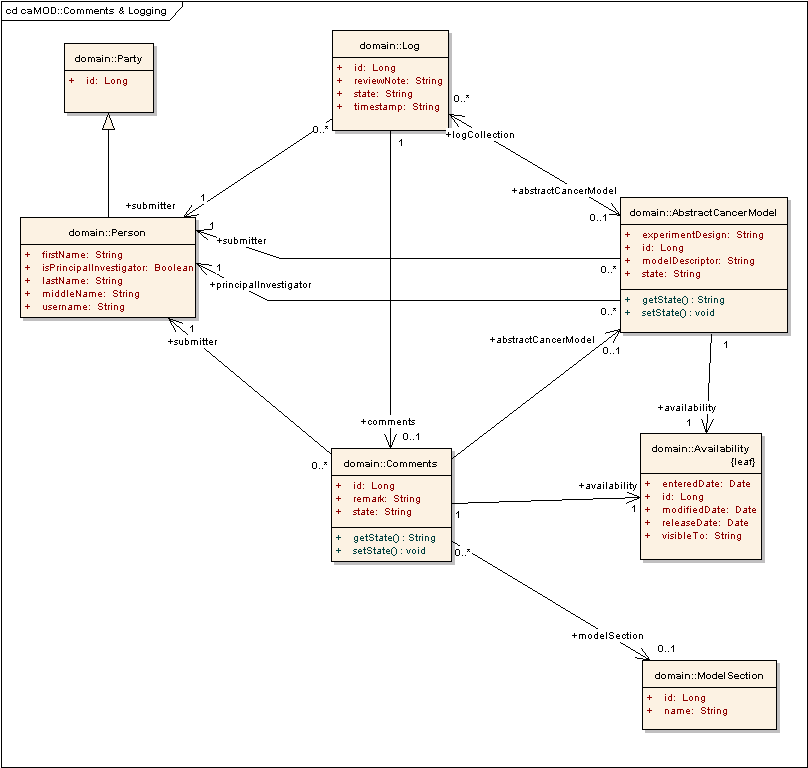 cd caMOD::Comments & Logging
domain::Party
+ id: Long
domain::Log
+ id: Long
+ reviewNote: String
+ state: String
+ timestamp: String
0..*
+logCollection
0..*
1
+abstractCancerModel
0..1
1
+submitter
domain::Person
+ firstName: String
+ isPrincipalInvestigator: Boolean
+ lastName: String
+ middleName: String
+ username: String
1
+submitter
0..*
1
+principalInvestigator
0..*
1
+submitter
domain::AbstractCancerModel
+ experimentDesign: String
+ id: Long
+ modelDescriptor: String
+ state: String
+ getState() : String
+ setState() : void
+abstractCancerModel
0..1
1
+availability
1
+comments
0..1
0..*
domain::Comments
+ id: Long
+ remark: String
+ state: String
+ getState() : String
+ setState() : void
+availability
1
1
domain::Availability
{leaf}
+ enteredDate: Date
+ id: Long
+ modifiedDate: Date
+ releaseDate: Date
+ visibleTo: String
0..*
+modelSection
0..1
domain::ModelSection
+ id: Long
+ name: String